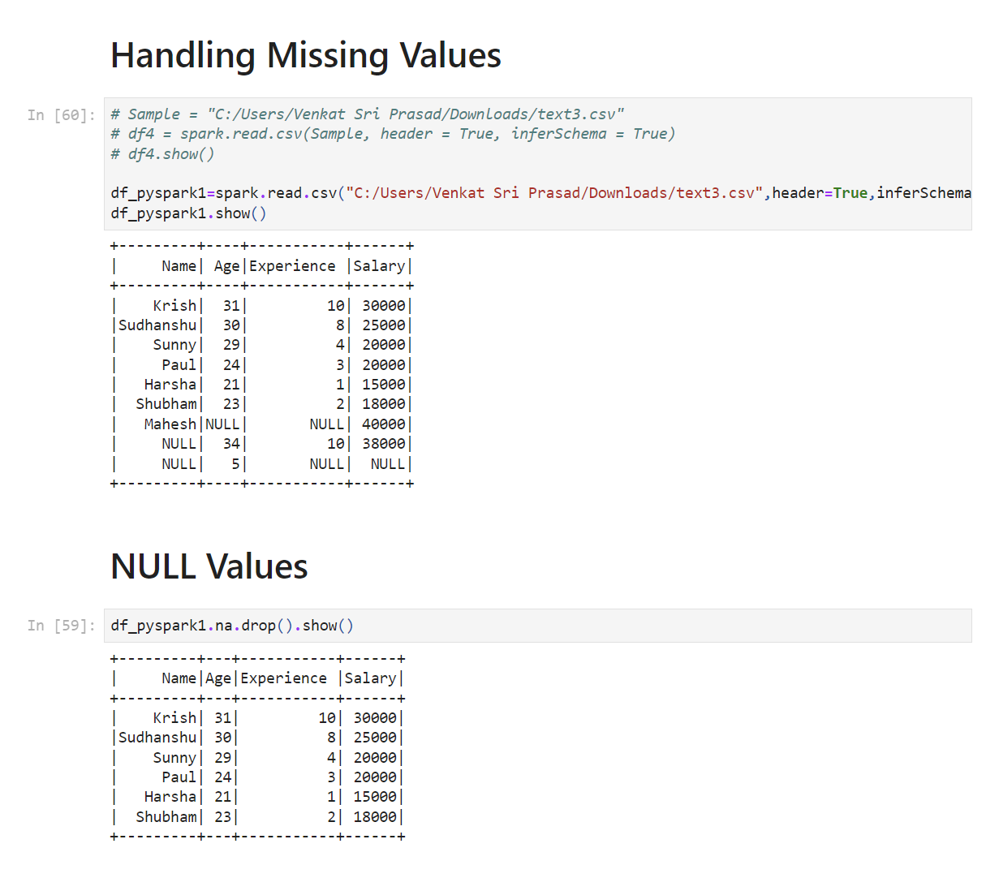 Handling Missing Values
In [60]:
# Sample = "C:/Users/Venkat Sri Prasad/Downloads/text3.csv"
# df4 = spark.read.csv(Sample, header = True, inferSchema = True)
# df4.show()
df_pyspark1=spark.read.csv("C:/Users/Venkat Sri Prasad/Downloads/text3.csv",header=True,inferSchema
df_pyspark1.show()
+---------+----+-----------+------+
|     Name| Age|Experience |Salary|
+---------+----+-----------+------+
|    Krish|  31|         10| 30000|
|Sudhanshu|  30|          8| 25000|
|    Sunny|  29|          4| 20000|
|     Paul|  24|          3| 20000|
|   Harsha|  21|          1| 15000|
|  Shubham|  23|          2| 18000|
|   Mahesh|NULL|       NULL| 40000|
|     NULL|  34|         10| 38000|
|     NULL|   5|       NULL|  NULL|
+---------+----+-----------+------+
NULL Values
In [59]:
df_pyspark1.na.drop().show()
+---------+---+-----------+------+
|     Name|Age|Experience |Salary|
+---------+---+-----------+------+
|    Krish| 31|         10| 30000|
|Sudhanshu| 30|          8| 25000|
|    Sunny| 29|          4| 20000|
|     Paul| 24|          3| 20000|
|   Harsha| 21|          1| 15000|
|  Shubham| 23|          2| 18000|
+---------+---+-----------+------+